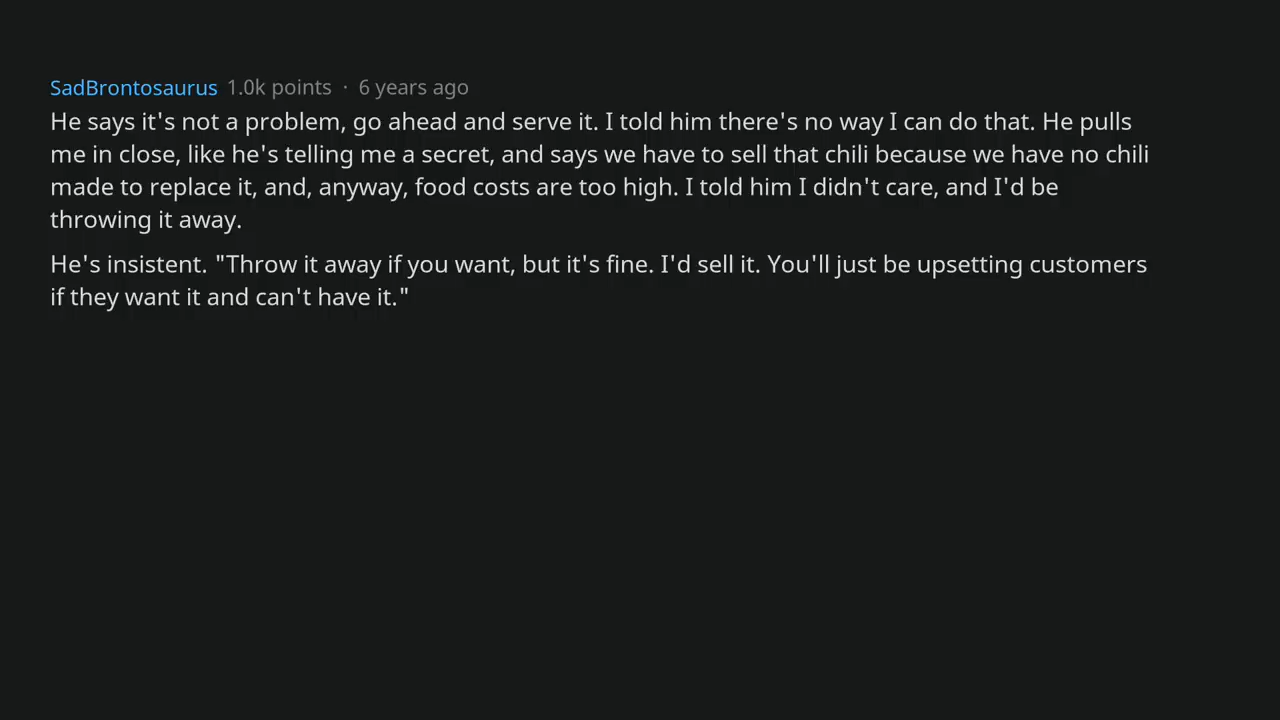 SadBrontosaurus 1.0k points · 6 years ago
He says it's not a problem, go ahead and serve it. I told him there's no way I can do that. He pulls
me in close, like he's telling me a secret, and says we have to sell that chili because we have no chili
made to replace it, and, anyway, food costs are too high. I told him I didn't care, and I'd be
throwing it away.
He's insistent. "Throw it away if you want, but it's fine. I'd sell it. You'll just be upsetting customers
if they want it and can't have it."